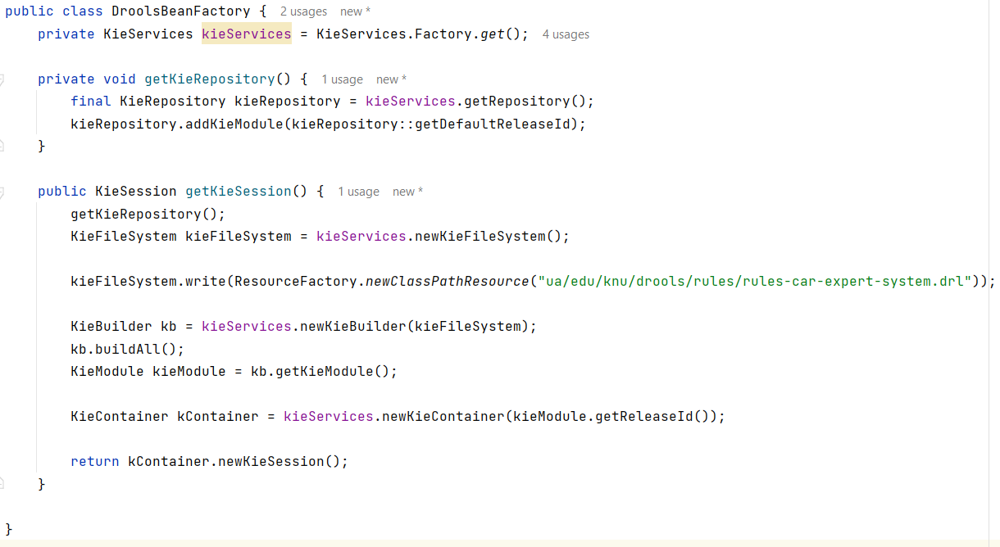 public class DroolsBeanFactory {  2 usages  new *
    private KieServices kieServices = KieServices.Factory.get();  4 usages
    private void getKieRepository() {  1 usage  new *
        final KieRepository kieRepository = kieServices.getRepository();
        kieRepository.addKieModule(kieRepository::getDefaultReleaseId);
    }
    public KieSession getKieSession() {  1 usage  new *
        getKieRepository();
        KieFileSystem kieFileSystem = kieServices.newKieFileSystem();
        kieFileSystem.write(ResourceFactory.newClassPathResource("ua/edu/knu/drools/rules/rules-car-expert-system.drl"));
        KieBuilder kb = kieServices.newKieBuilder(kieFileSystem);
        kb.buildAll();
        KieModule kieModule = kb.getKieModule();
        KieContainer kContainer = kieServices.newKieContainer(kieModule.getReleaseId());
        return kContainer.newKieSession();
    }
}